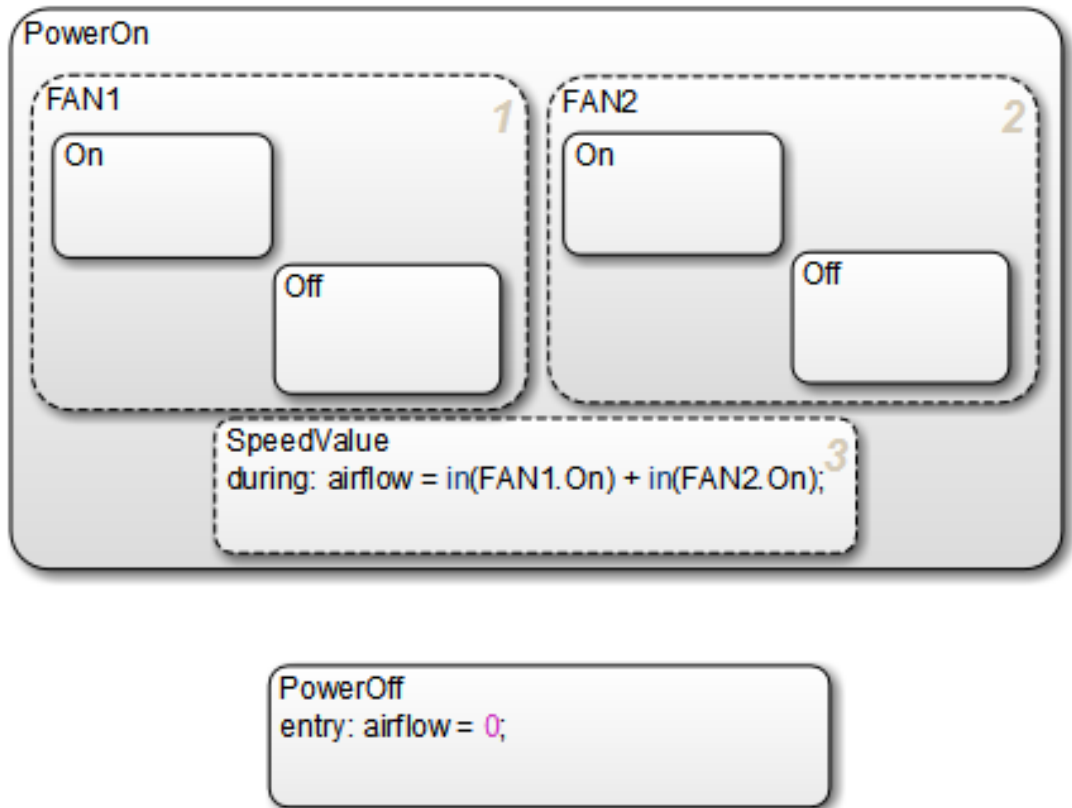 PowerOn
FAN1
1
On
Off
FAN2
2
On
Off
SpeedValue
3
during: airflow = in(FAN1.On) + in(FAN2.On);
PowerOff
entry: airflow = 0;